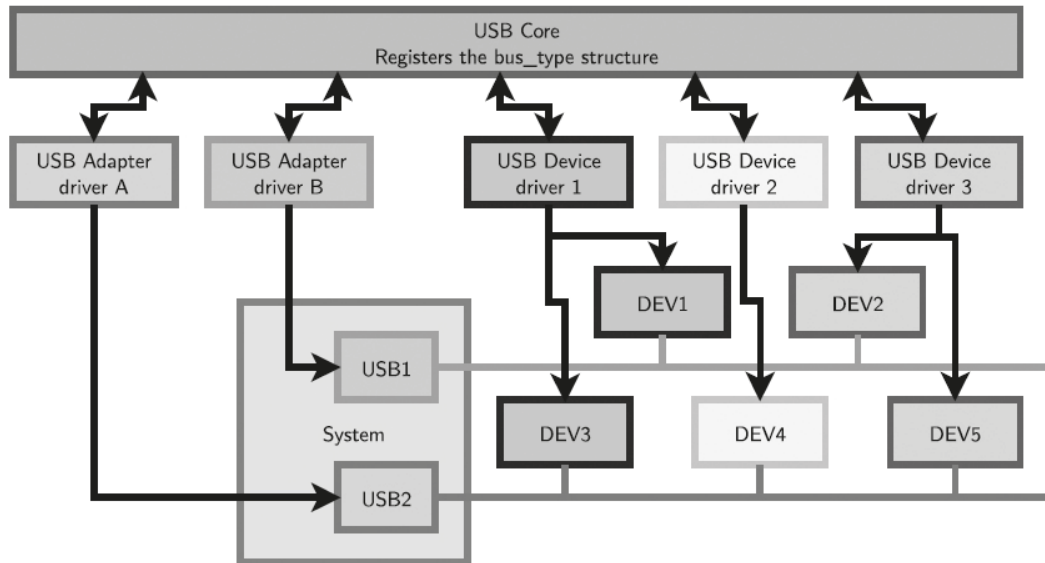 USB Core
Registers the bus_type structure
USB Adapter
driver A
USB Adapter
driver B
USB Device
driver 1
USB Device
driver 2
USB Device
driver 3
DEV1
DEV2
USB1
System
DEV3
DEV4
DEV5
USB2